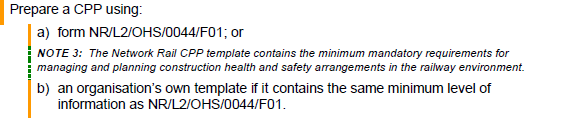 Prepare a CPP using:
a) form NR/L2/OHS/0044/F01; or
NOTE 3: The Network Rail CPP template contains the minimum mandatory requirements for
managing and planning construction health and safety arrangements in the railway environment.
b) an organisation's own template if it contains the same minimum level of
information as NR/L2/OHS/0044/F01.